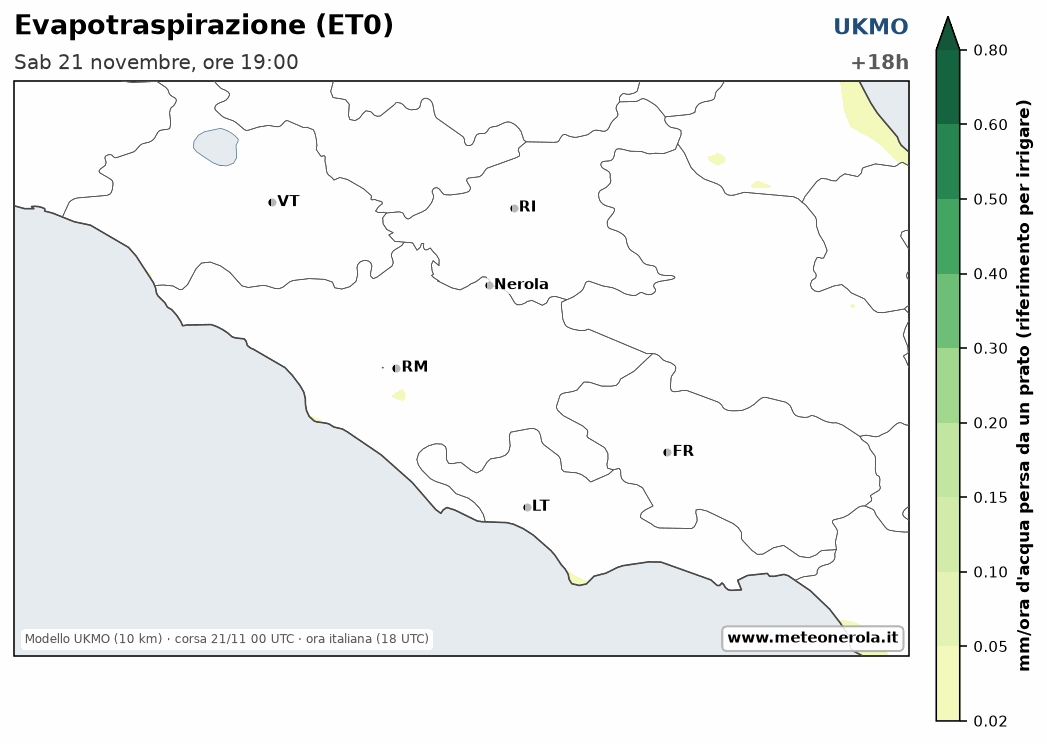 Evapotraspirazione (ET0)
UKMO
Sab 21 novembre, ore 19:00
+18h
VT
RI
Nerola
RM
FR
LT
Modello UKMO (10 km) · corsa 21/11 00 UTC · ora italiana (18 UTC)
www.meteonerola.it
0.80
0.60
0.50
0.40
0.30
0.20
0.15
0.10
0.05
0.02
mm/ora d'acqua persa da un prato (riferimento per irrigare)